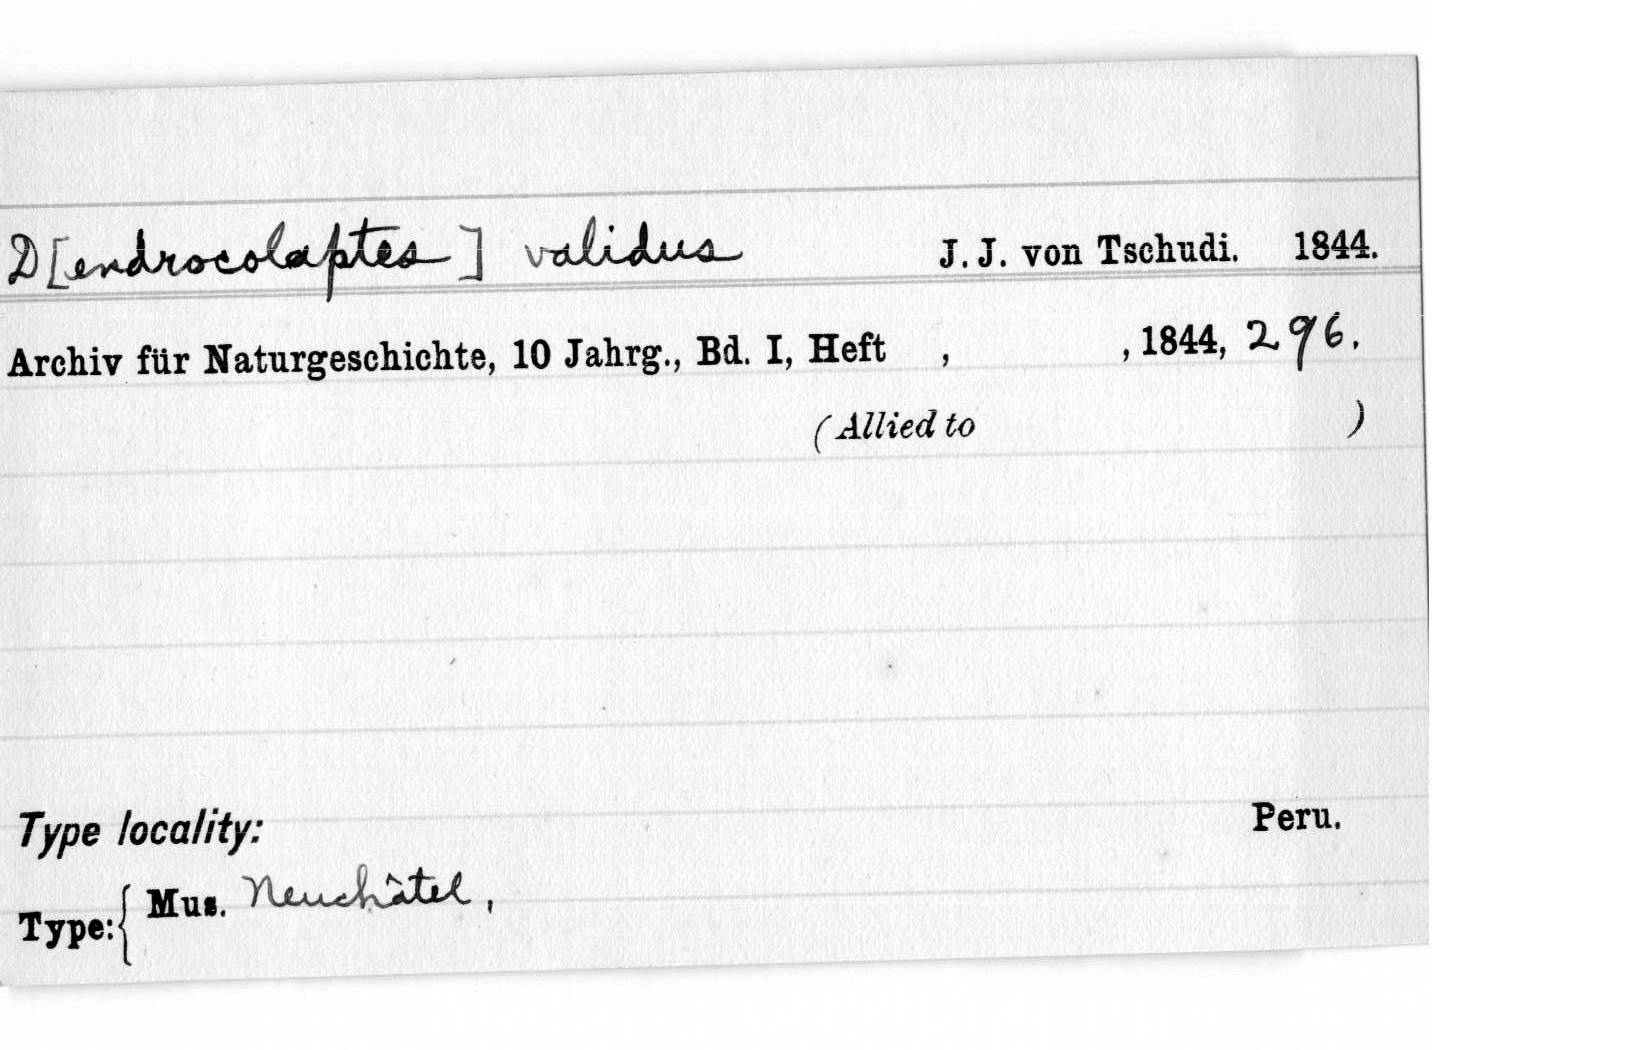 D[endrocolaptes] validus J. J. von Tschudi. 1844.
Archiv für Naturgeschichte, 10 Jahrg., Bd. I, Heft , , 1844, 296.
(Allied to )
Type locality: Peru.
Type: { Mus. Neuchâtel,